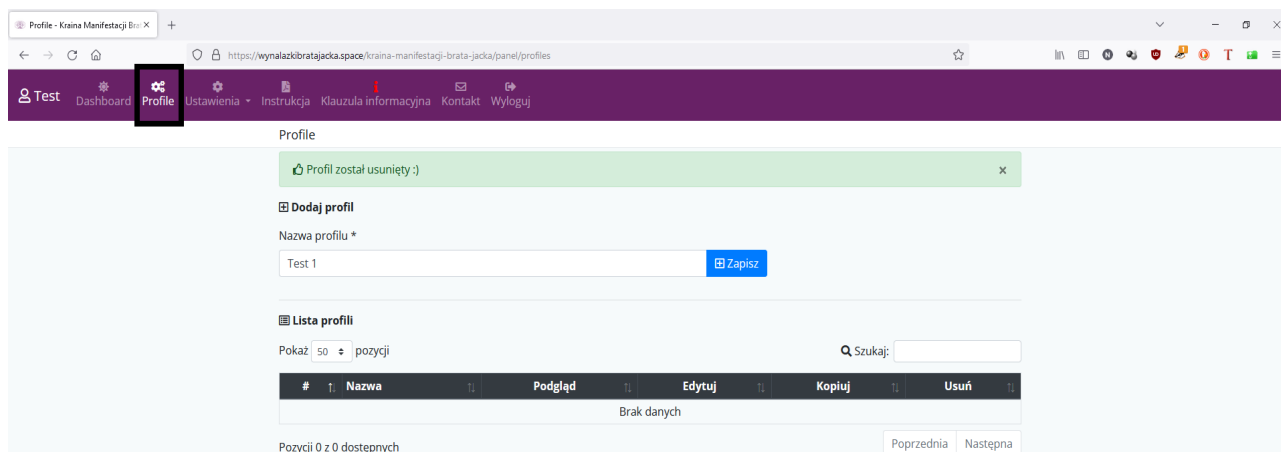 Profile - Kraina Manifestacji Bra
https://wynalazkibratajacka.space/kraina-manifestacji-brata-jacka/panel/profiles
Test Dashboard Profile Ustawienia Instrukcja Klauzula informacyjna Kontakt Wyloguj
Profile
Profil został usunięty :)
Dodaj profil
Nazwa profilu *
Test 1 Zapisz
Lista profili
Pokaż 50 pozycji Szukaj:
# Nazwa Podgląd Edytuj Kopiuj Usuń
Brak danych
Pozycji 0 z 0 dostępnych Poprzednia Następna